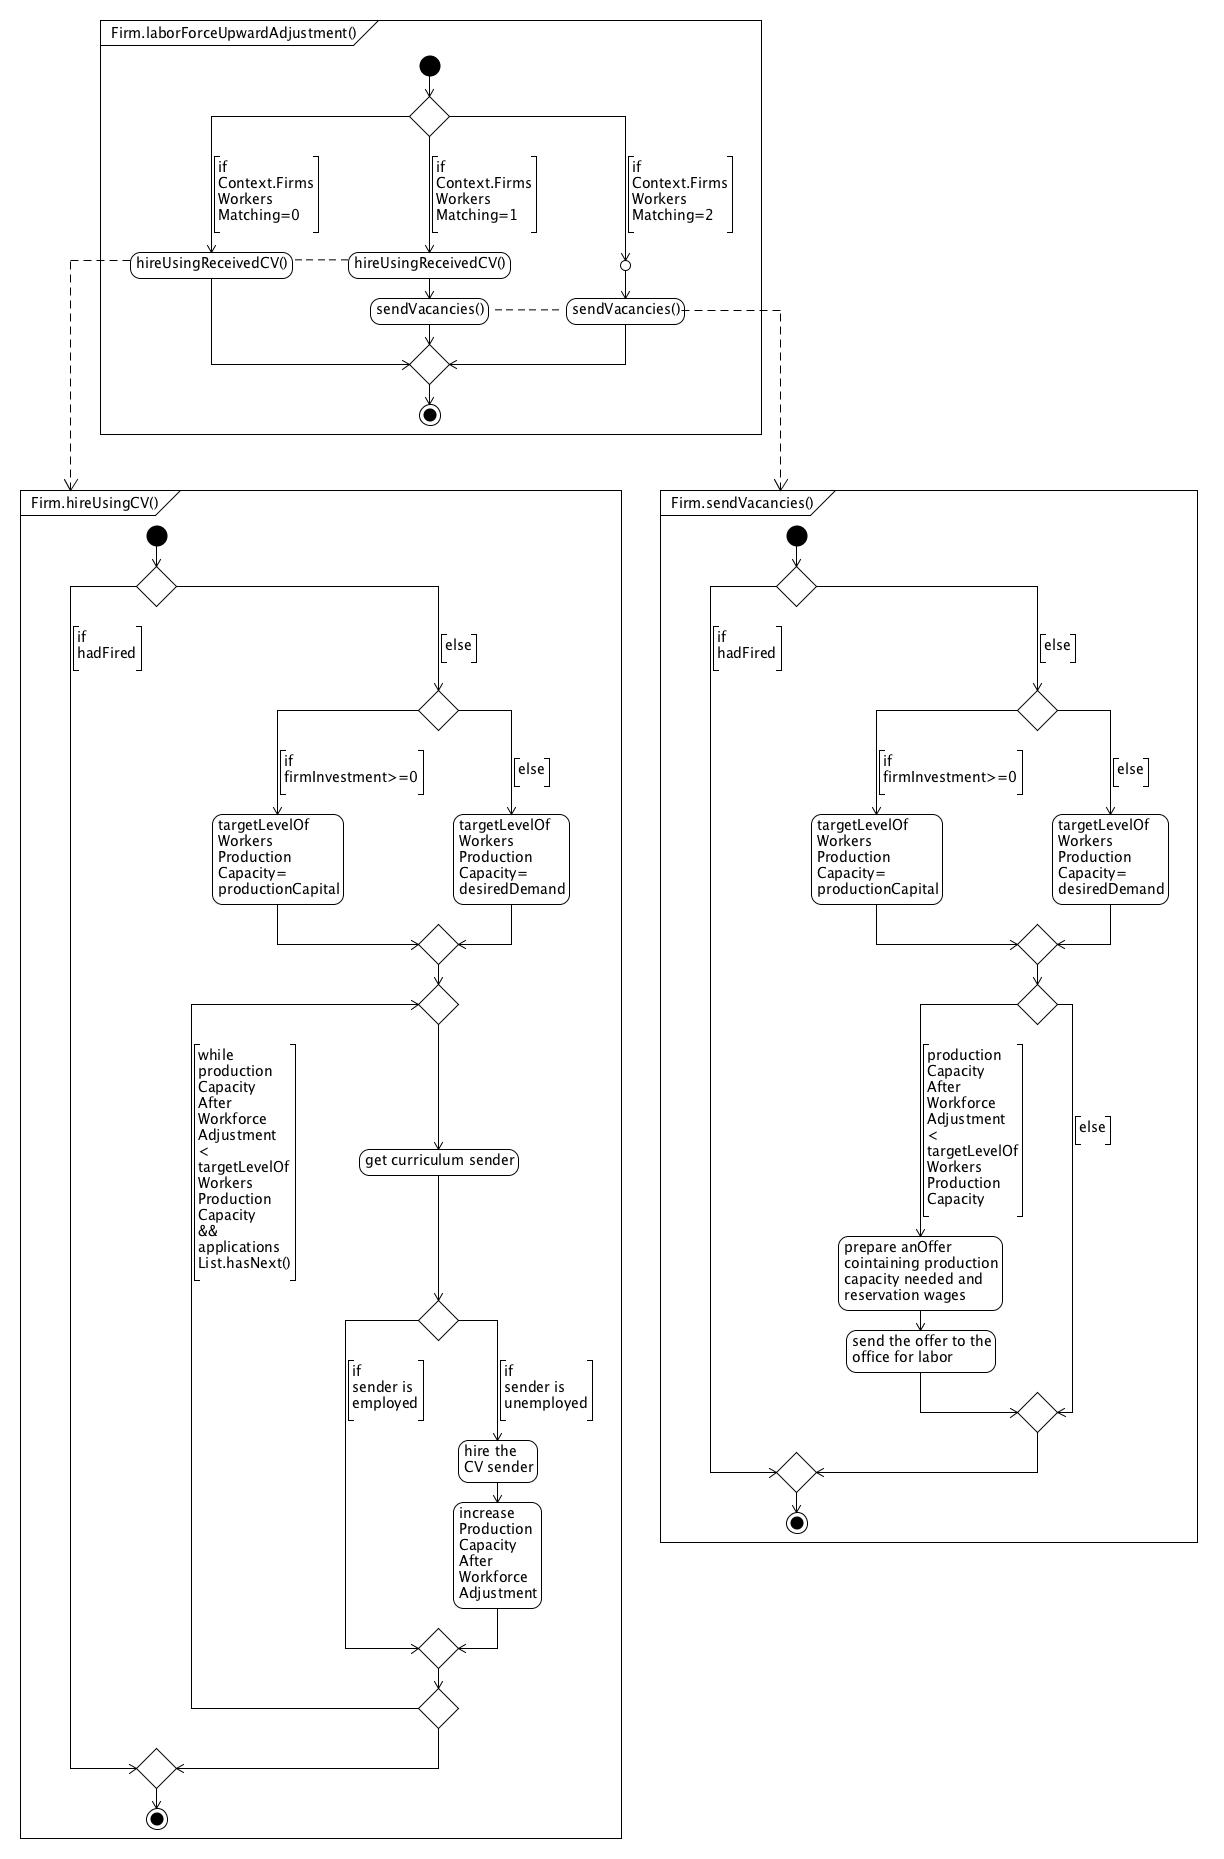 Firm.laborForceUpwardAdjustment()
if
Context.Firms
Workers
Matching=0
if
Context.Firms
Workers
Matching=1
if
Context.Firms
Workers
Matching=2
hireUsingReceivedCV()
hireUsingReceivedCV()
sendVacancies()
sendVacancies()
Firm.hireUsingCV()
if
hadFired
else
if
firmInvestment>=0
else
targetLevelOf
Workers
Production
Capacity=
productionCapital
targetLevelOf
Workers
Production
Capacity=
desiredDemand
while
production
Capacity
After
Workforce
Adjustment
<
targetLevelOf
Workers
Production
Capacity
&&
applications
List.hasNext()
get curriculum sender
if
sender is
employed
if
sender is
unemployed
hire the
CV sender
increase
Production
Capacity
After
Workforce
Adjustment
Firm.sendVacancies()
if
hadFired
else
if
firmInvestment>=0
else
targetLevelOf
Workers
Production
Capacity=
productionCapital
targetLevelOf
Workers
Production
Capacity=
desiredDemand
production
Capacity
After
Workforce
Adjustment
<
targetLevelOf
Workers
Production
Capacity
else
prepare anOffer
cointaining production
capacity needed and
reservation wages
send the offer to the
office for labor